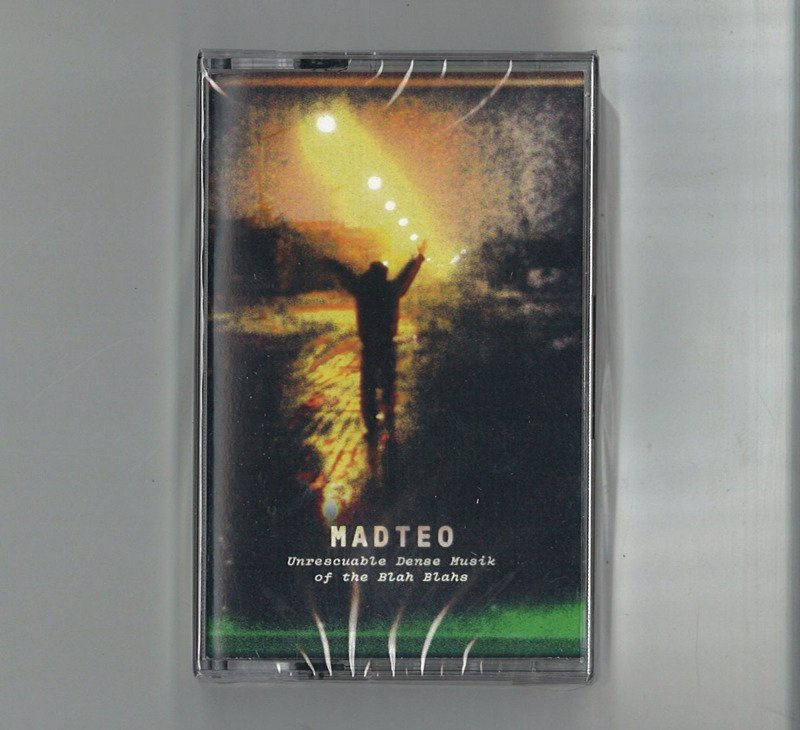 MADTEO
Unrescuable Dense Musik
of the Blah Blahs